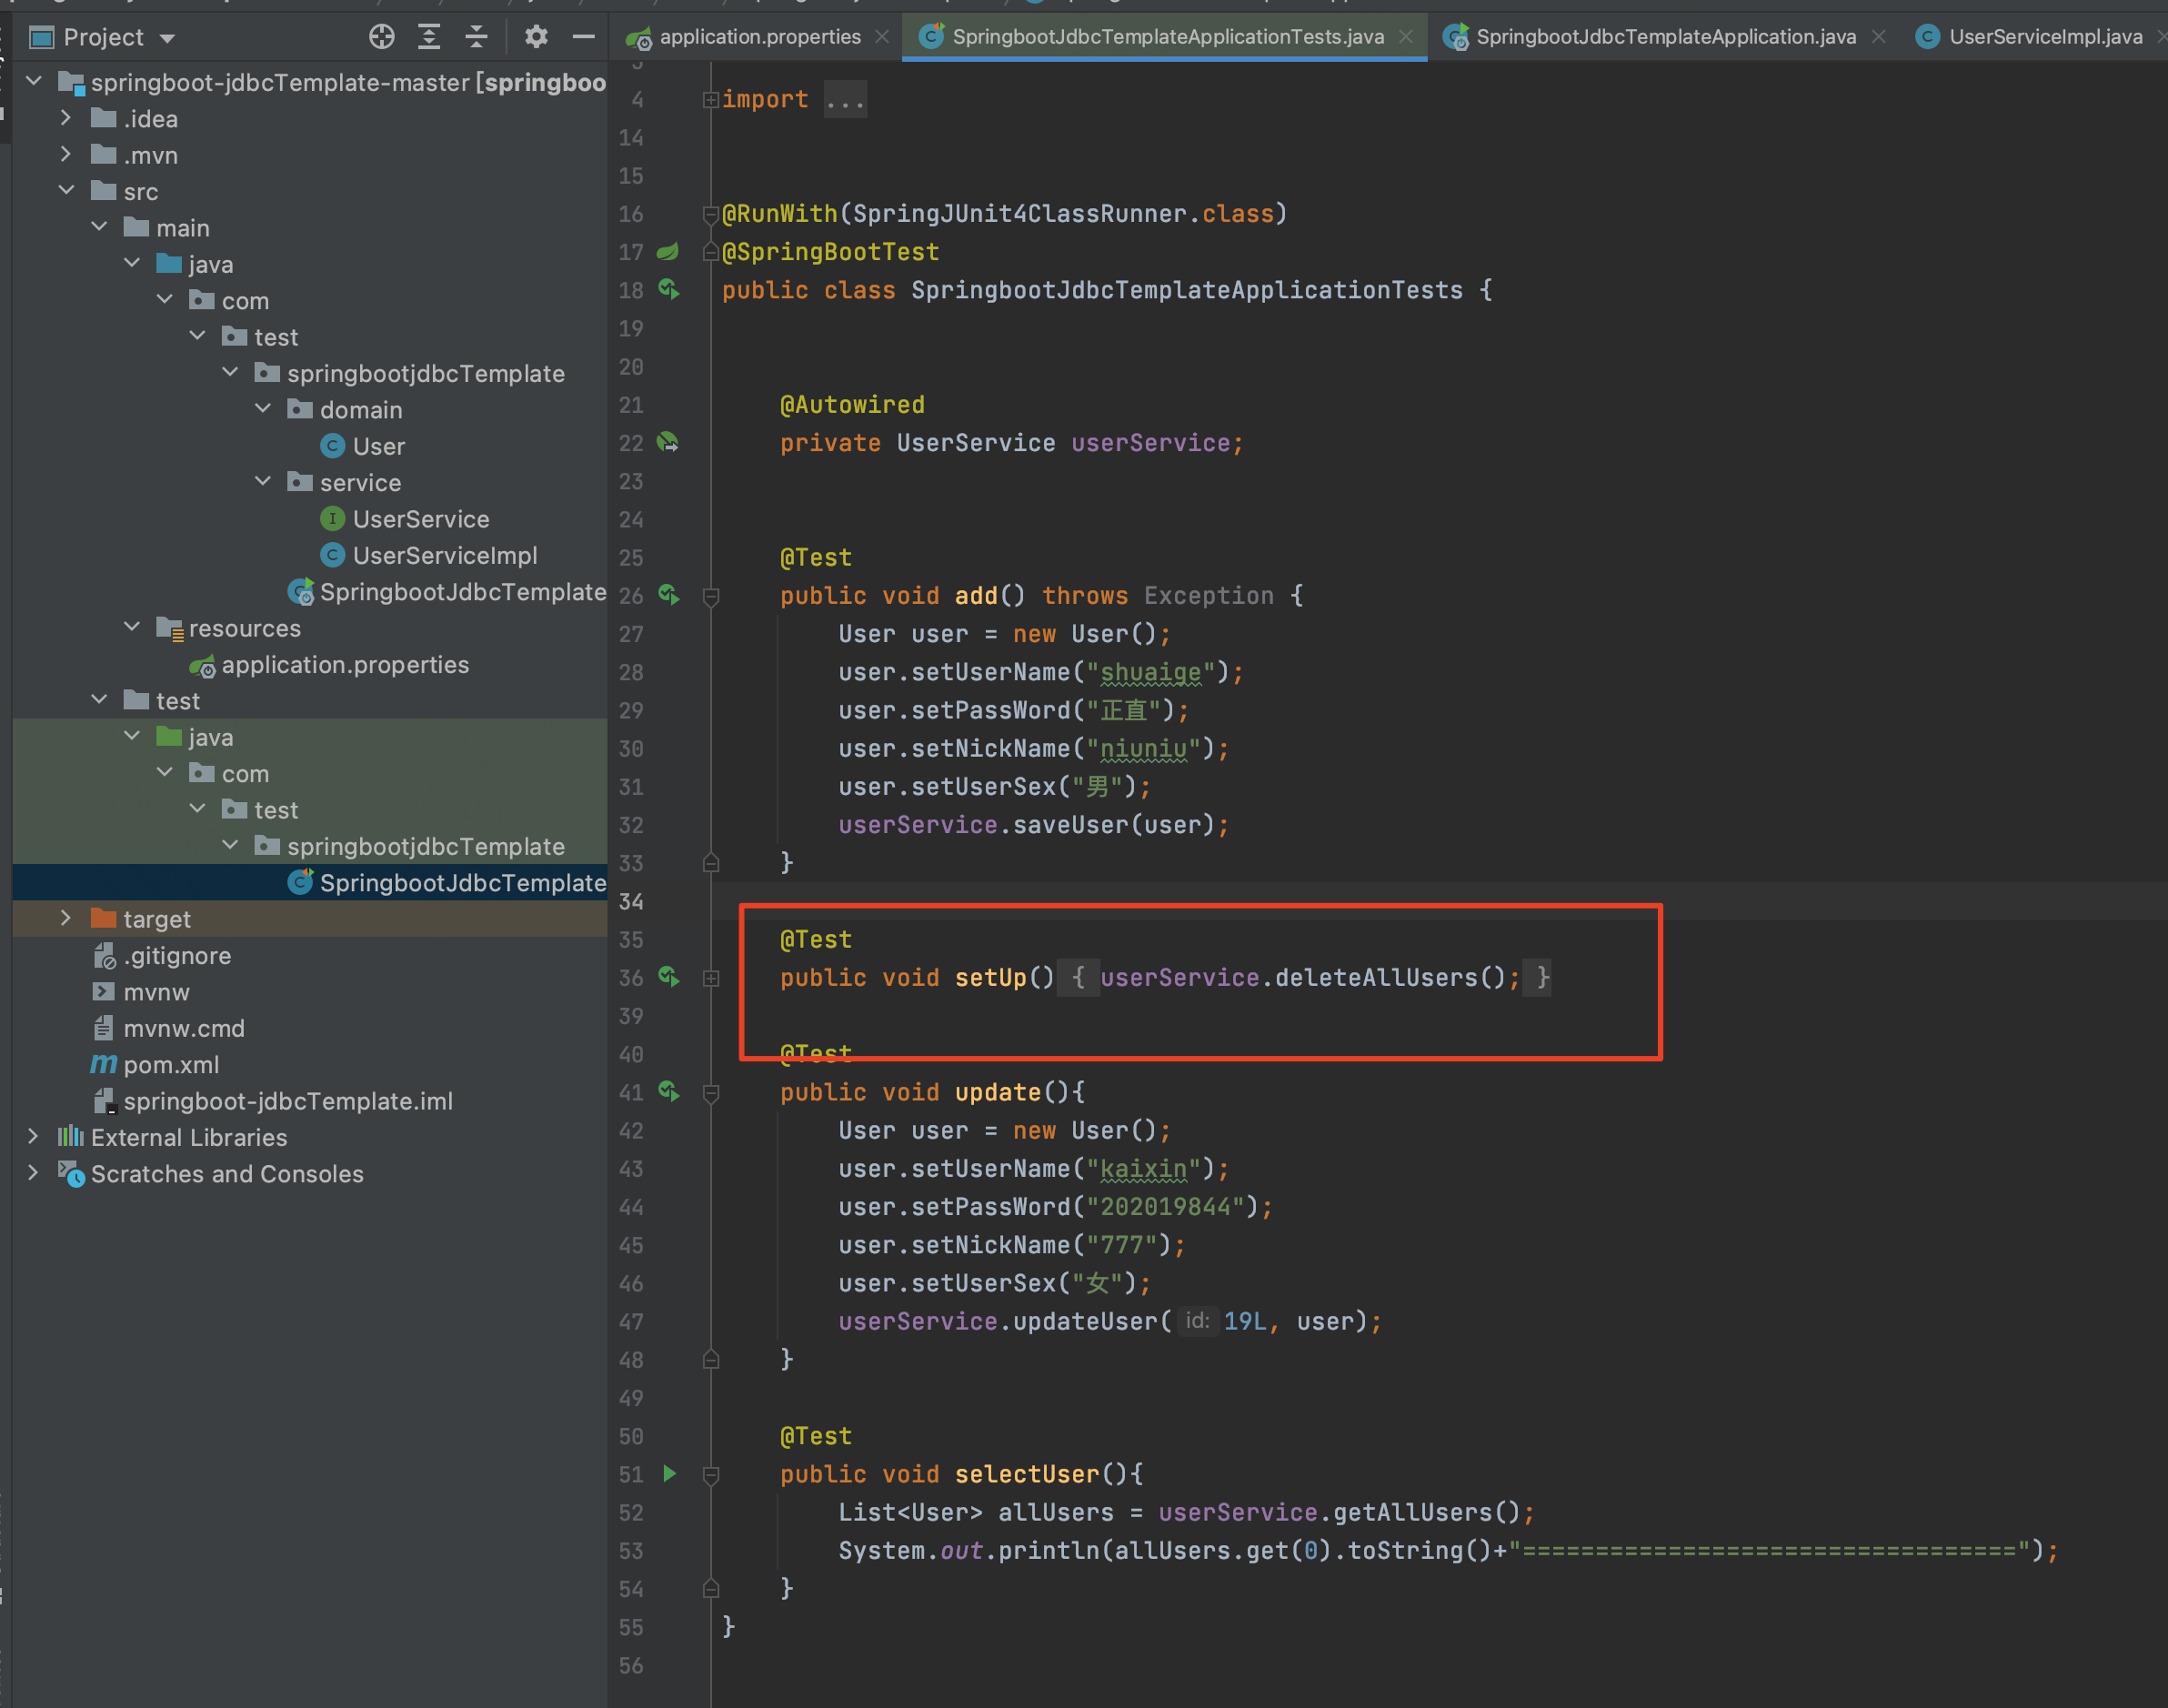 Project
application.properties
SpringbootJdbcTemplateApplicationTests.java
SpringbootJdbcTemplateApplication.java
UserServiceImpl.java
springboot-jdbcTemplate-master [springboo
.idea
.mvn
src
main
java
com
test
springbootjdbcTemplate
domain
User
service
UserService
UserServiceImpl
SpringbootJdbcTemplate
resources
application.properties
test
java
com
test
springbootjdbcTemplate
SpringbootJdbcTemplate
target
.gitignore
mvnw
mvnw.cmd
pom.xml
springboot-jdbcTemplate.iml
External Libraries
Scratches and Consoles
4 import ...
14
15
16 @RunWith(SpringJUnit4ClassRunner.class)
17 @SpringBootTest
18 public class SpringbootJdbcTemplateApplicationTests {
19
20
21 @Autowired
22 private UserService userService;
23
24
25 @Test
26 public void add() throws Exception {
27 User user = new User();
28 user.setUserName("shuaige");
29 user.setPassWord("正直");
30 user.setNickName("niuniu");
31 user.setUserSex("男");
32 userService.saveUser(user);
33 }
34
35 @Test
36 public void setUp() { userService.deleteAllUsers(); }
39
40 @Test
41 public void update(){
42 User user = new User();
43 user.setUserName("kaixin");
44 user.setPassWord("202019844");
45 user.setNickName("777");
46 user.setUserSex("女");
47 userService.updateUser( id: 19L, user);
48 }
49
50 @Test
51 public void selectUser(){
52 List<User> allUsers = userService.getAllUsers();
53 System.out.println(allUsers.get(0).toString()+"==================================");
54 }
55 }
56